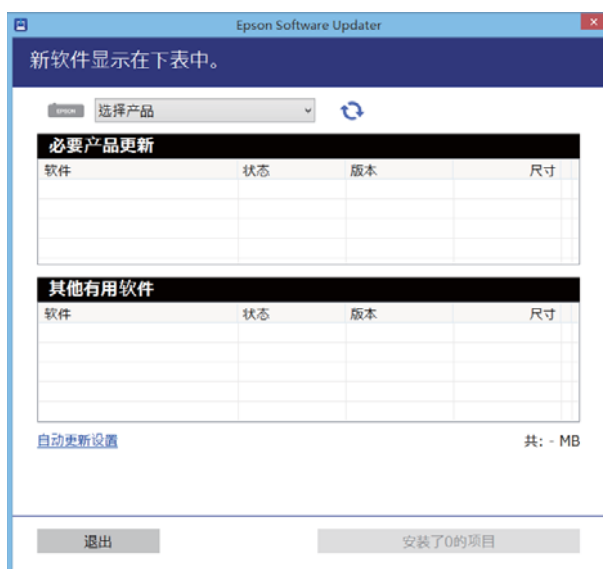 Epson Software Updater
新软件显示在下表中。
EPSON 选择产品
必要产品更新
软件 状态 版本 尺寸
其他有用软件
软件 状态 版本 尺寸
自动更新设置 共: - MB
退出 安装了0的项目